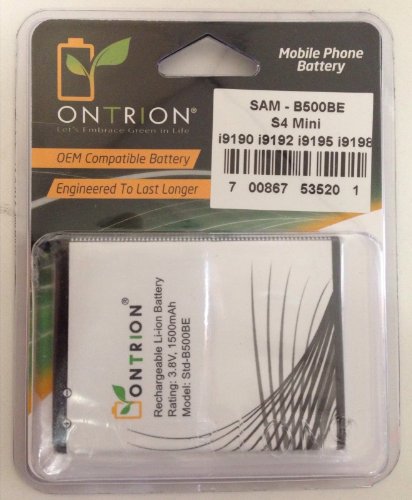 ONTRION®
Let's Embrace Green in Life
OEM Compatible Battery
Engineered To Last Longer
Mobile Phone
Battery
SAM - B500BE
S4 Mini
i9190 i9192 i9195 i9198
7 00867 53520 1
ONTRION®
Rechargeable Li-ion Battery
Rating: 3.8V, 1500mAh
Model: Std-B500BE